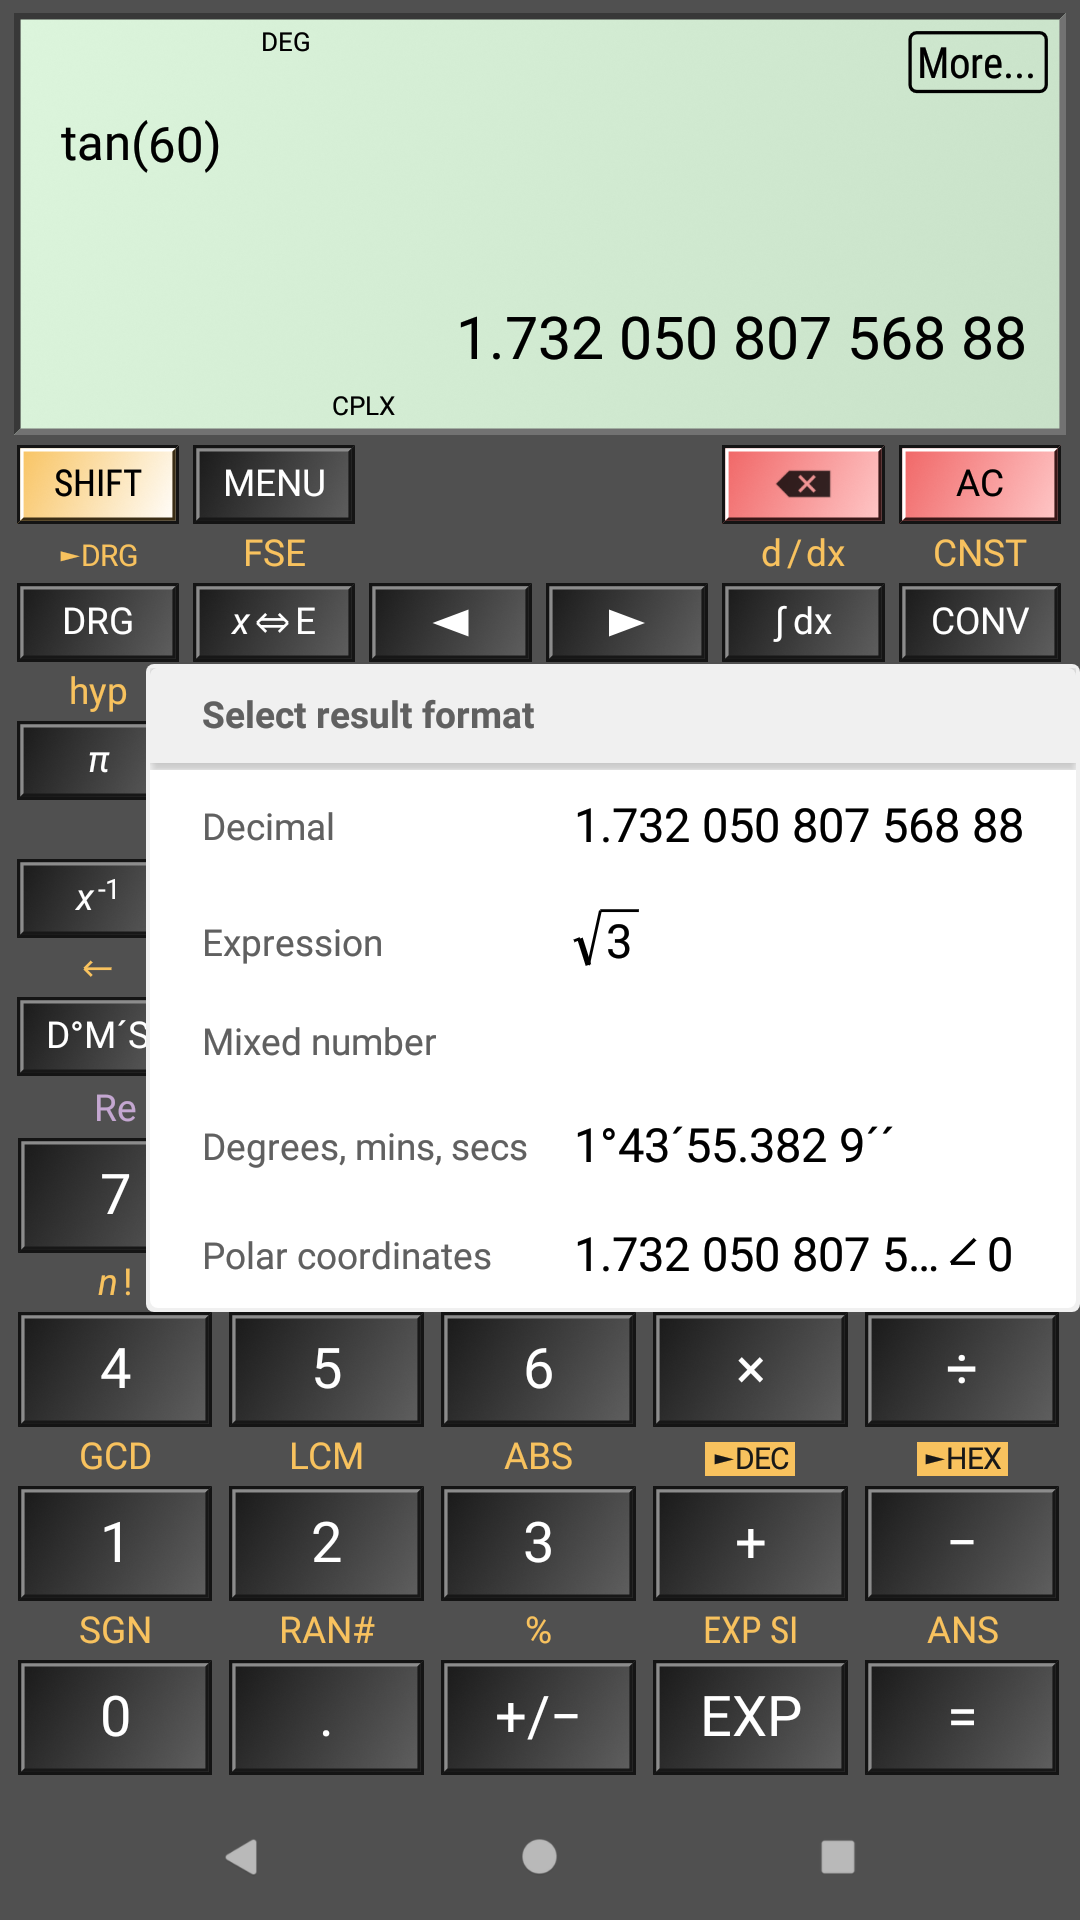 DEG
More...
tan(60)
1.732 050 807 568 88
CPLX
SHIFT MENU AC
►DRG FSE d/dx CNST
DRG x⇔E ◄ ► ∫dx CONV
hyp
π
x⁻¹
←
D°M´S
Re
7
n!
Select result format
Decimal 1.732 050 807 568 88
Expression √3
Mixed number
Degrees, mins, secs 1°43´55.382 9´´
Polar coordinates 1.732 050 807 5... ∠0
4 5 6 × ÷
GCD LCM ABS ►DEC ►HEX
1 2 3 + −
SGN RAN# % EXP SI ANS
0 . +/− EXP =